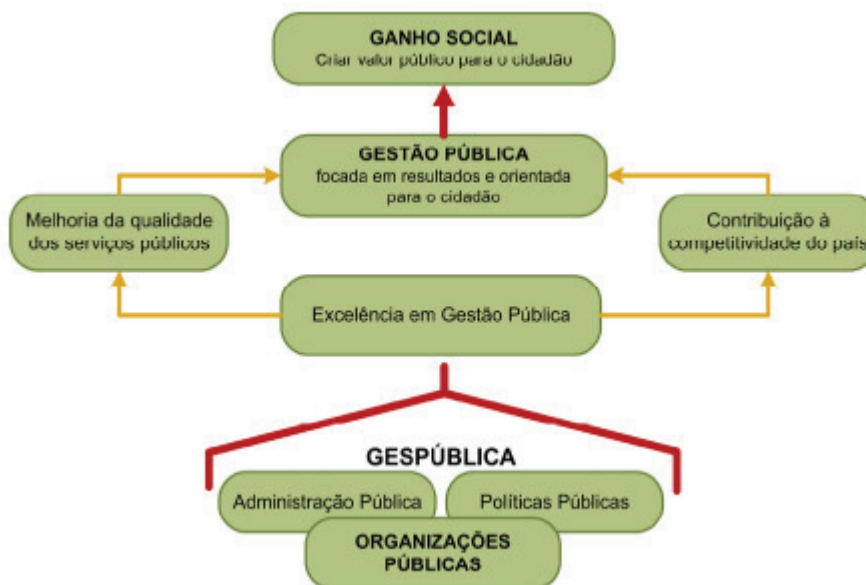 GANHO SOCIAL
Criar valor público para o cidadão
GESTÃO PÚBLICA
focada em resultados e orientada
para o cidadão
Melhoria da qualidade
dos serviços públicos
Contribuição à
competitividade do país
Excelência em Gestão Pública
GESPÚBLICA
Administração Pública
Políticas Públicas
ORGANIZAÇÕES
PÚBLICAS